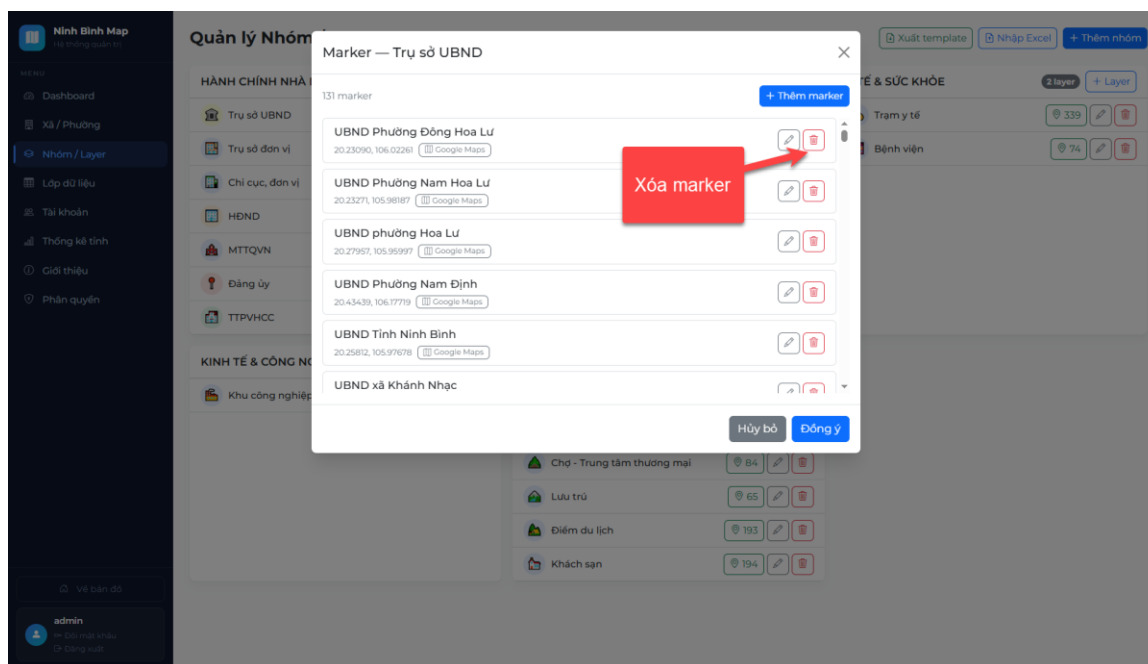 Ninh Bình Map
Hệ thống quản trị
MENU
Dashboard
Xã / Phường
Nhóm / Layer
Lớp dữ liệu
Tài khoản
Thống kê tỉnh
Giới thiệu
Phân quyền
Về bản đồ
admin
Đổi mật khẩu
Đăng xuất
Quản lý Nhóm
Xuất template
Nhập Excel
+ Thêm nhóm
HÀNH CHÍNH NHÀ
Trụ sở UBND
Trụ sở đơn vị
Chi cục, đơn vị
HĐND
MTTQVN
Đảng ủy
TTPVHCC
KINH TẾ & CÔNG NG
Khu công nghiệp
TẾ & SỨC KHỎE
2 layer
+ Layer
Trạm y tế
339
Bệnh viện
74
Marker — Trụ sở UBND
131 marker
+ Thêm marker
UBND Phường Đông Hoa Lư
20.23090, 106.02261 Google Maps
UBND Phường Nam Hoa Lư
20.23271, 105.98187 Google Maps
UBND phường Hoa Lư
20.27957, 105.95997 Google Maps
UBND Phường Nam Định
20.43439, 106.17719 Google Maps
UBND Tỉnh Ninh Bình
20.25812, 105.97678 Google Maps
UBND xã Khánh Nhạc
Xóa marker
Hủy bỏ
Đồng ý
Chợ - Trung tâm thương mại
84
Lưu trú
65
Điểm du lịch
193
Khách sạn
194